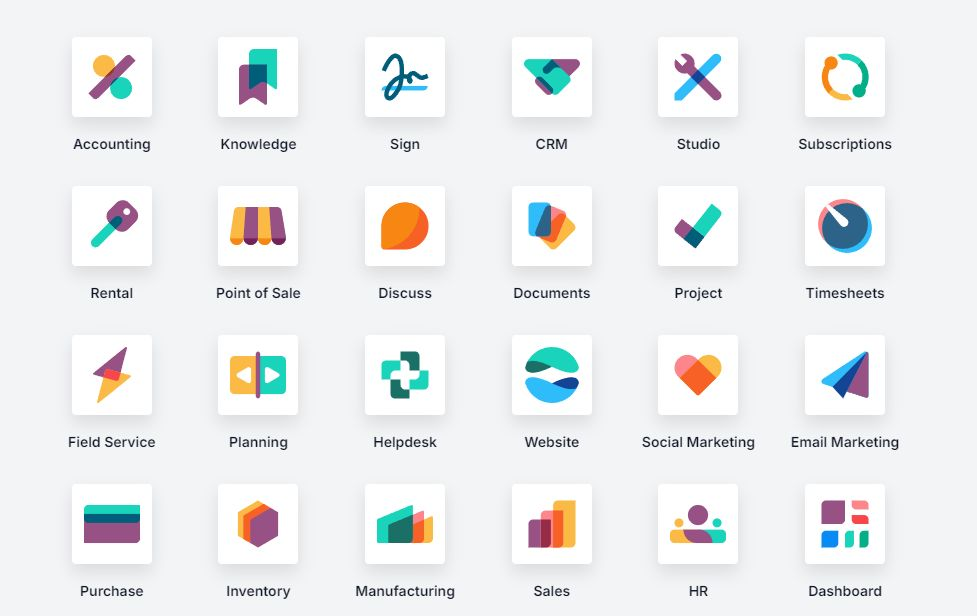 Accounting
Knowledge
Sign
CRM
Studio
Subscriptions
Rental
Point of Sale
Discuss
Documents
Project
Timesheets
Field Service
Planning
Helpdesk
Website
Social Marketing
Email Marketing
Purchase
Inventory
Manufacturing
Sales
HR
Dashboard